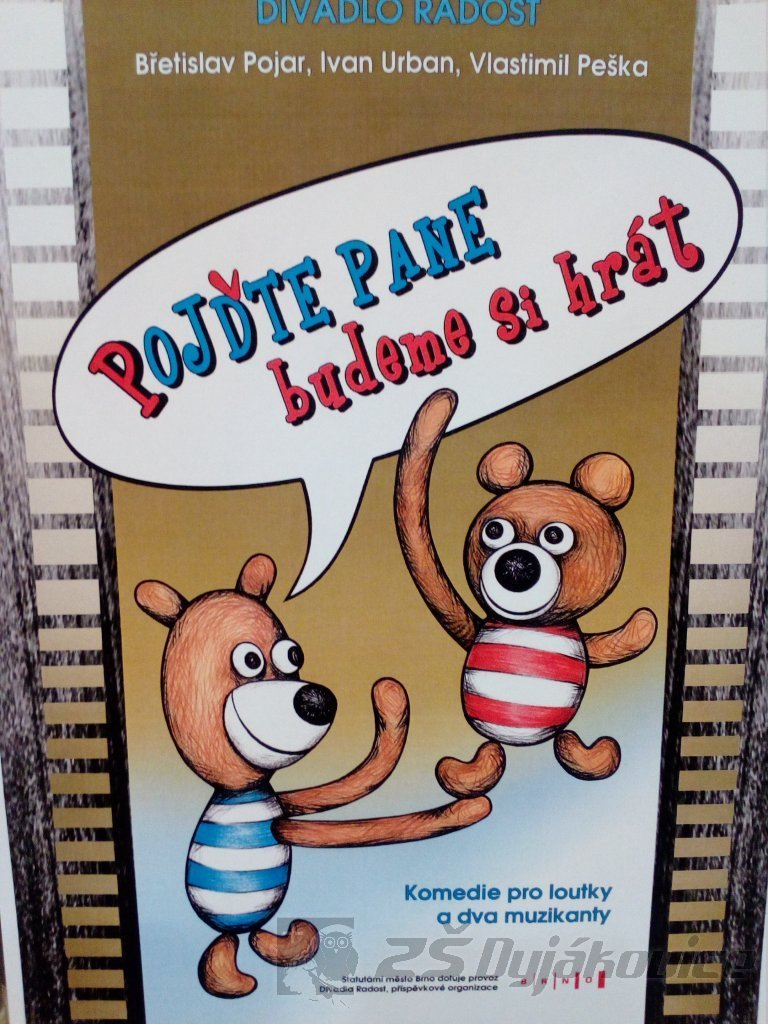 DIVADLO RADOST
Břetislav Pojar, Ivan Urban, Vlastimil Peška
POJĎTE PANE
budeme si hrát
Komedie pro loutky
a dva muzikanty
Statutární město Brno dotuje provoz
Divadla Radost, příspěvkové organizace
BRNO
ZŠ Dyjákovice